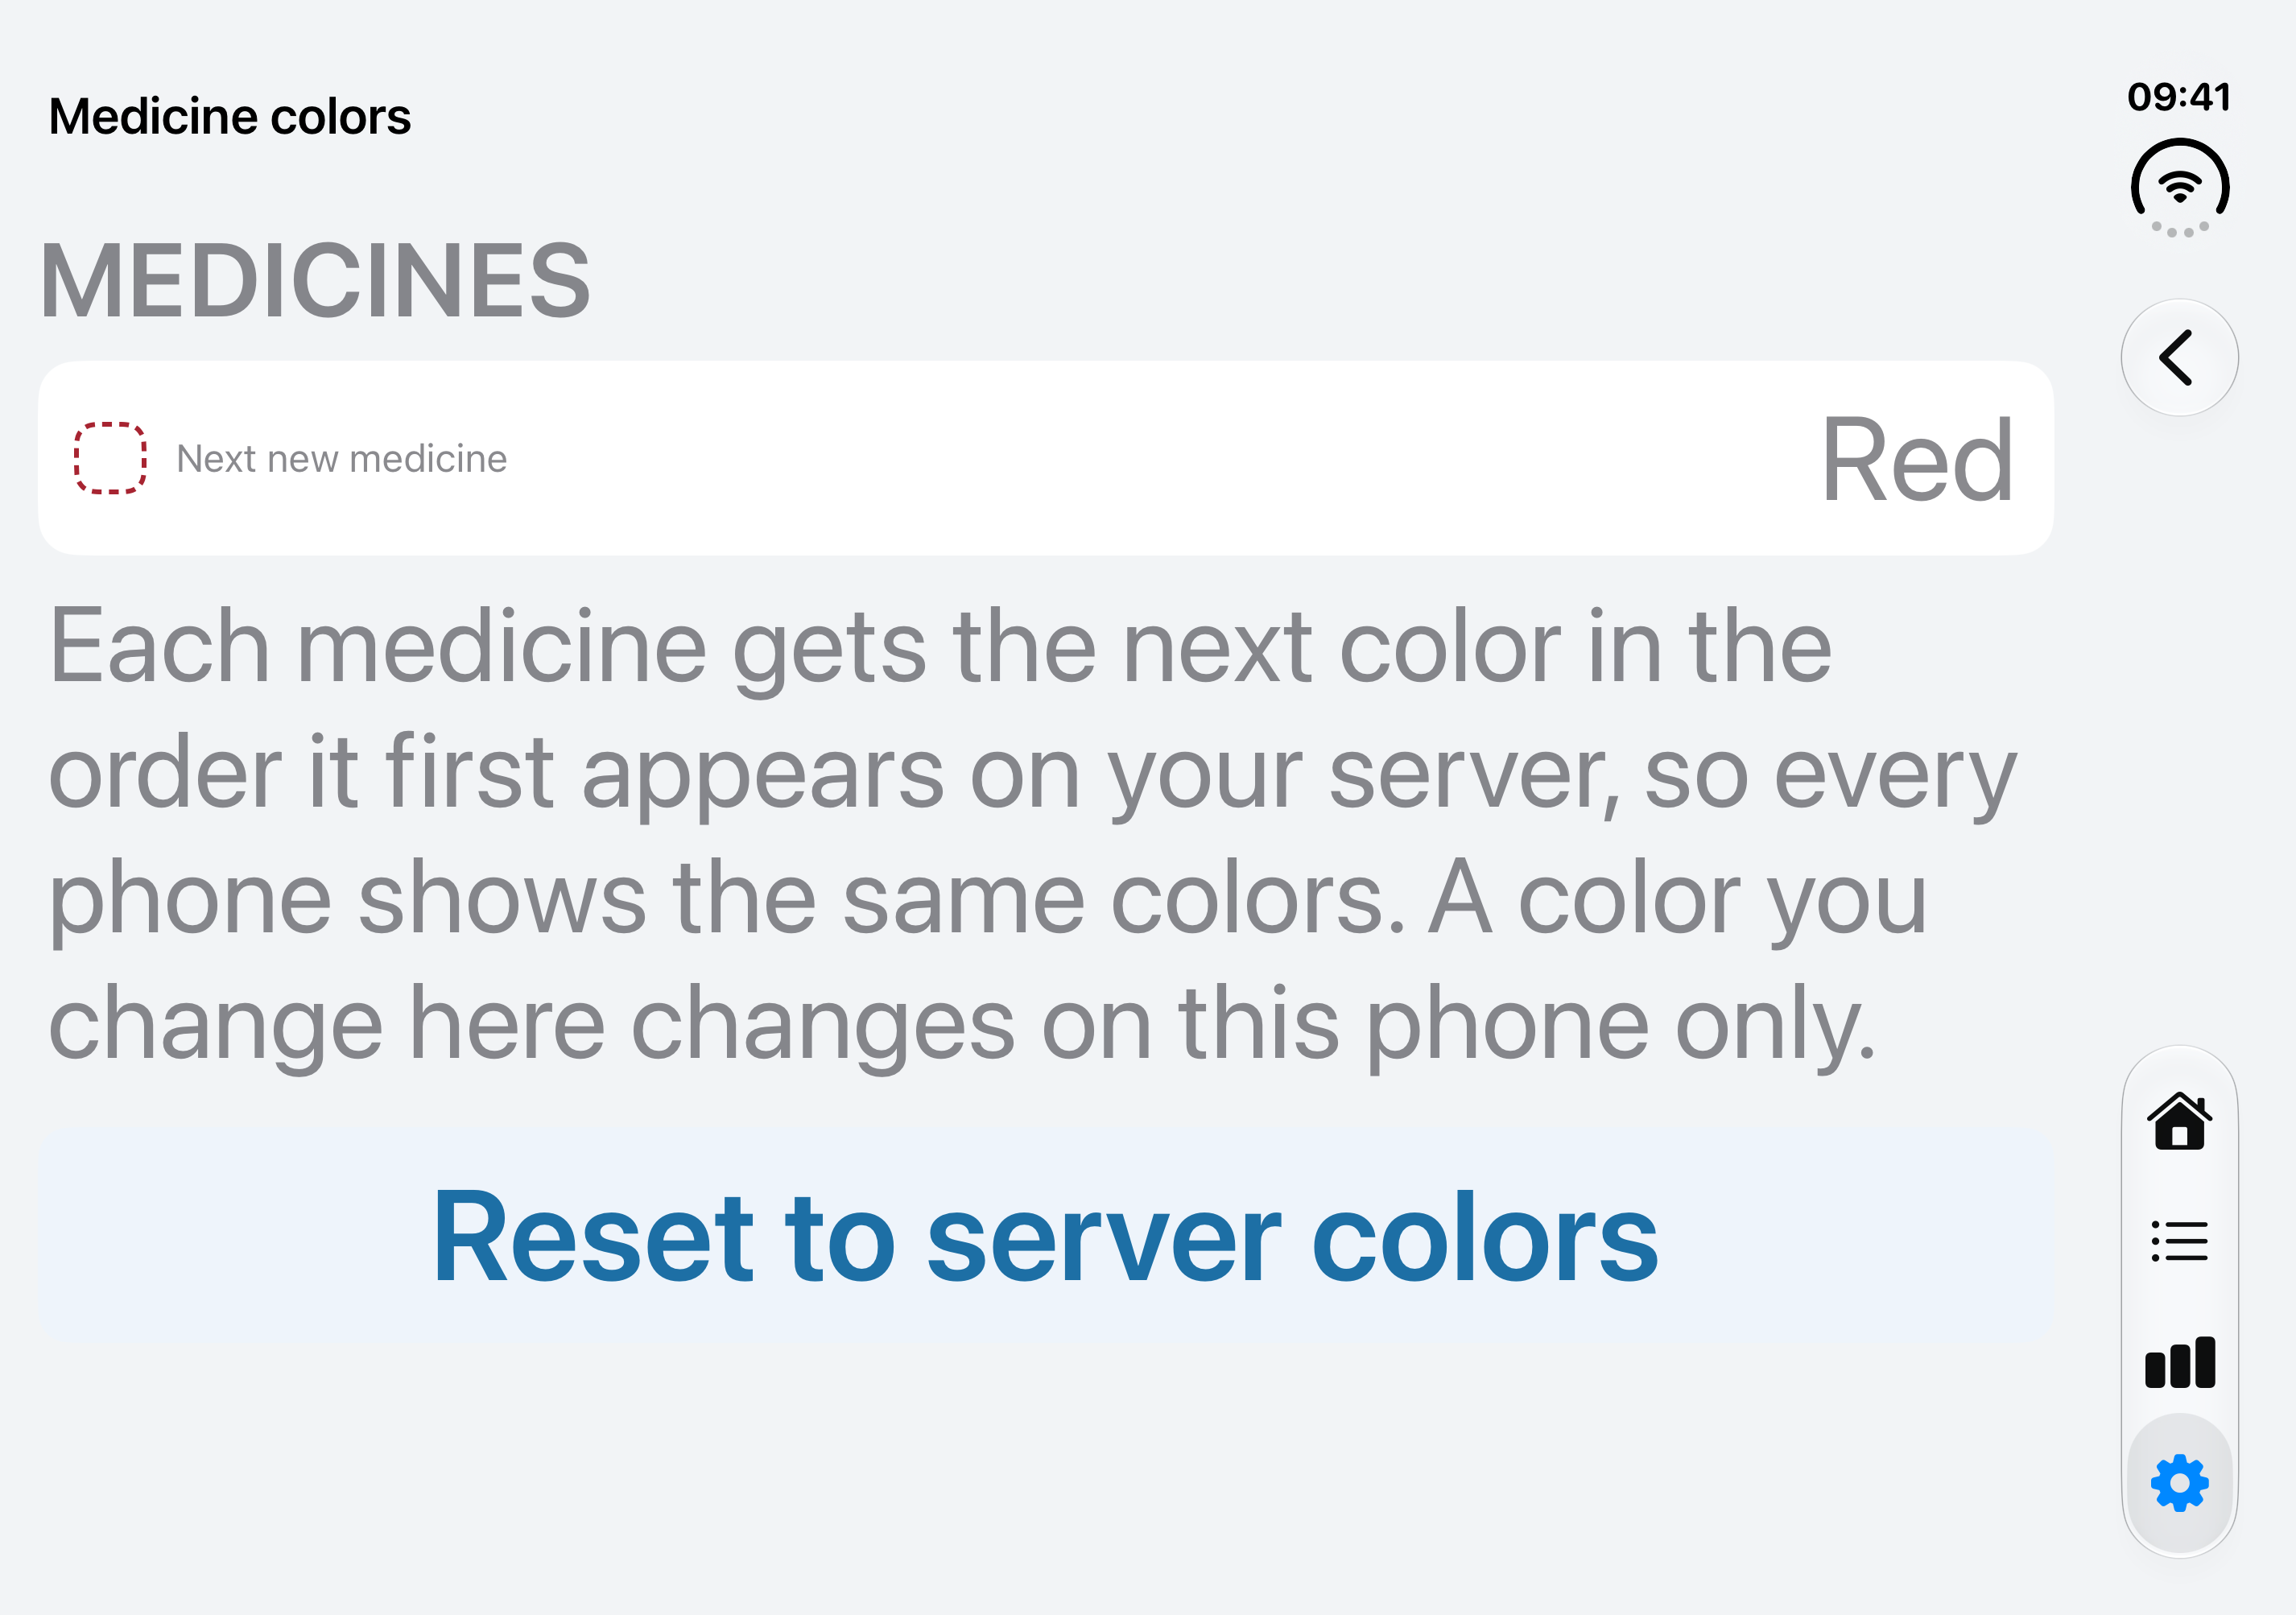 Medicine colors
09:41
MEDICINES
Next new medicine
Red
Each medicine gets the next color in the
order it first appears on your server, so every
phone shows the same colors. A color you
change here changes on this phone only.
Reset to server colors